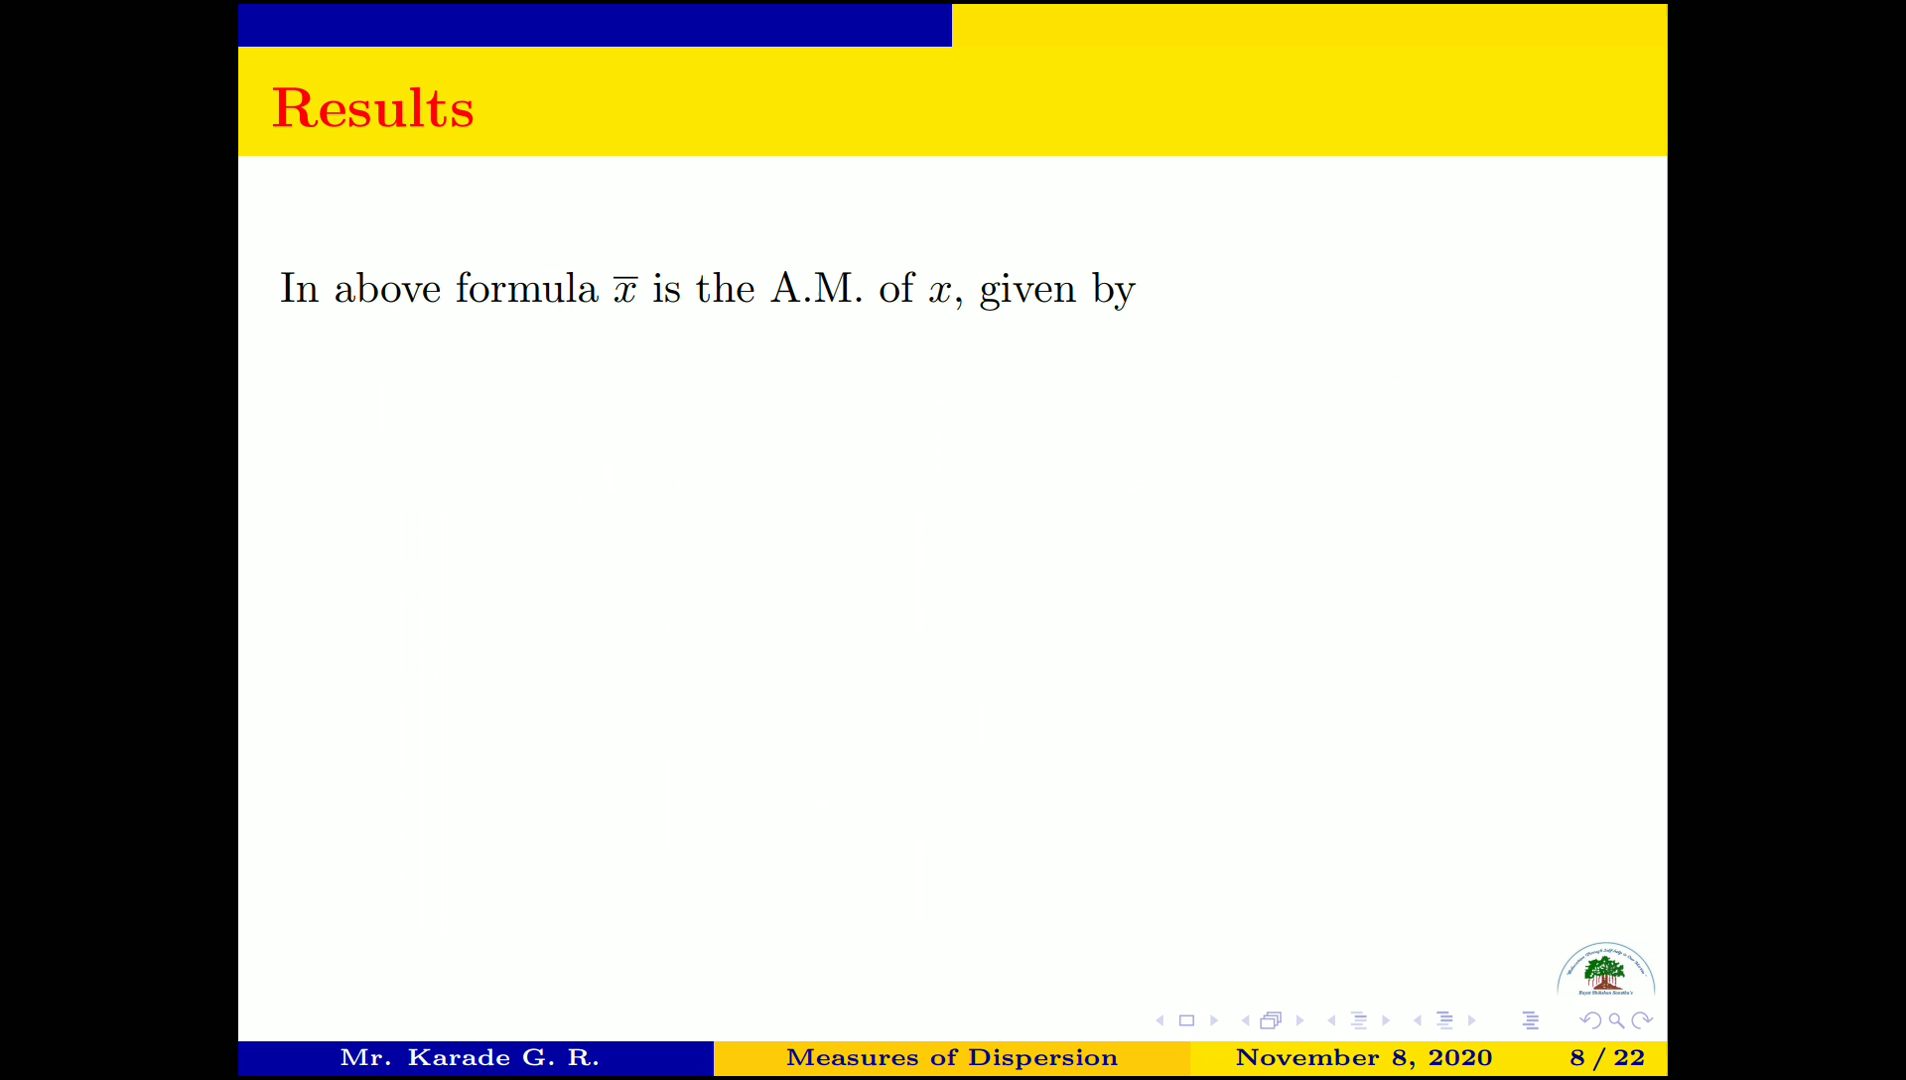 Results
In above formula x̅ is the A.M. of x, given by
Mr. Karade G. R. Measures of Dispersion November 8, 2020 8 / 22